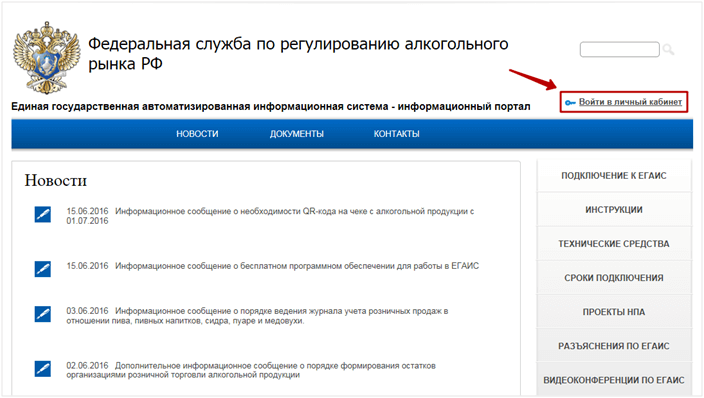 Федеральная служба по регулированию алкогольного
рынка РФ
Войти в личный кабинет
Единая государственная автоматизированная информационная система - информационный портал
НОВОСТИ ДОКУМЕНТЫ КОНТАКТЫ
Новости
15.06.2016 Информационное сообщение о необходимости QR-кода на чеке с алкогольной продукции с
01.07.2016
15.06.2016 Информационное сообщение о бесплатном программном обеспечении для работы в ЕГАИС
03.06.2016 Информационное сообщение о порядке ведения журнала учета розничных продаж в
отношении пива, пивных напитков, сидра, пуаре и медовухи.
02.06.2016 Дополнительное информационное сообщение о порядке формирования остатков
организациями розничной торговли алкогольной продукции
ПОДКЛЮЧЕНИЕ К ЕГАИС
ИНСТРУКЦИИ
ТЕХНИЧЕСКИЕ СРЕДСТВА
СРОКИ ПОДКЛЮЧЕНИЯ
ПРОЕКТЫ НПА
РАЗЪЯСНЕНИЯ ПО ЕГАИС
ВИДЕОКОНФЕРЕНЦИИ ПО ЕГАИС